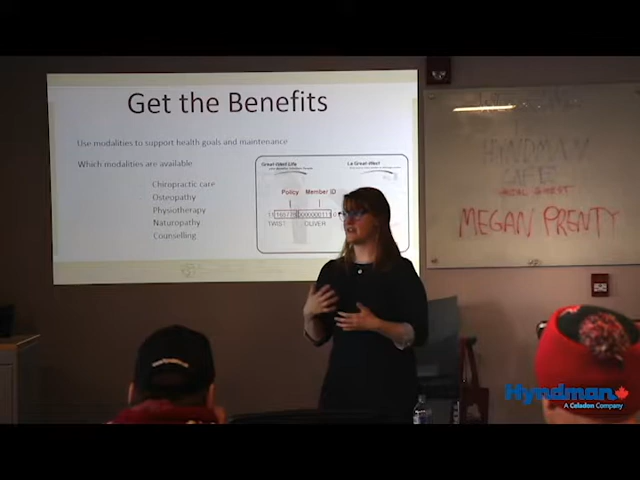 Get the Benefits
Use modalities to support health goals and maintenance
Which modalities are available
Chiropractic care
Osteopathy
Physiotherapy
Naturopathy
Counselling
Great-West Life
La Great-West
Policy
Member ID
TWIST
OLIVER
HYNDMAN
CAFE
REAL GUEST
MEGAN PRENTY
Hyndman
A Celadon Company